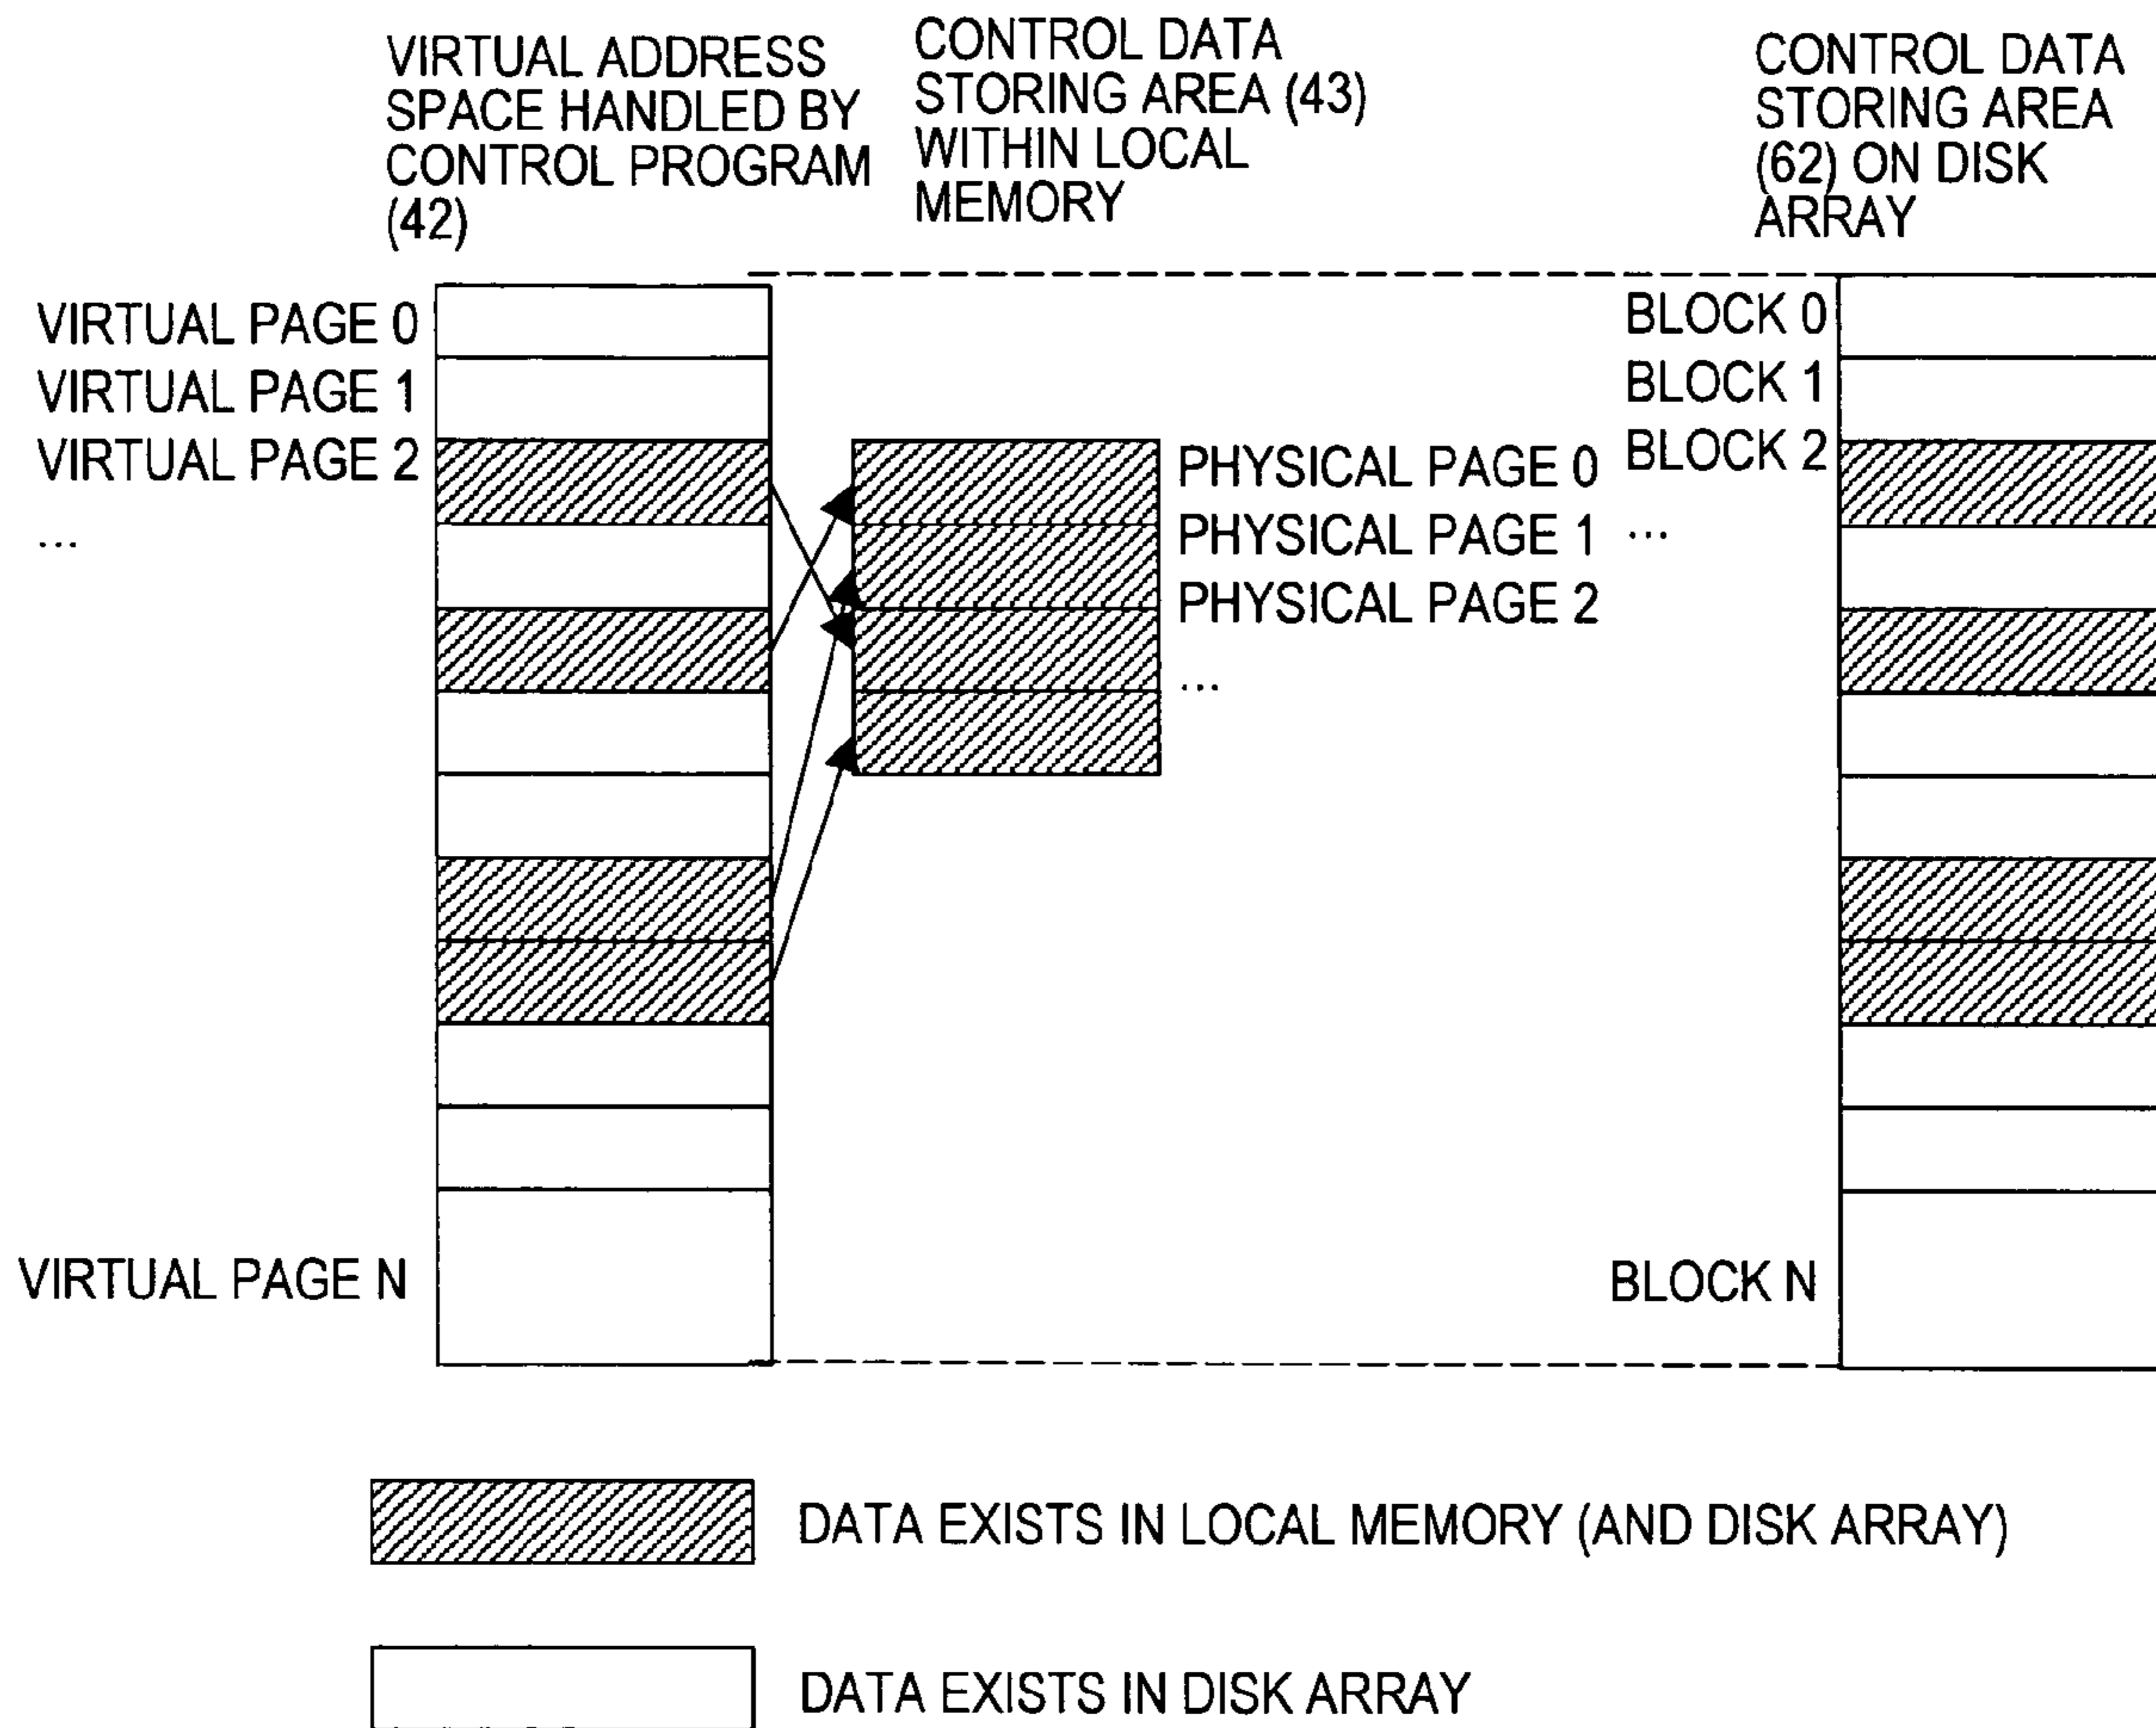 VIRTUAL ADDRESS
SPACE HANDLED BY
CONTROL PROGRAM
(42)
CONTROL DATA
STORING AREA (43)
WITHIN LOCAL
MEMORY
CONTROL DATA
STORING AREA
(62) ON DISK
ARRAY
VIRTUAL PAGE 0
VIRTUAL PAGE 1
VIRTUAL PAGE 2
...
VIRTUAL PAGE N
PHYSICAL PAGE 0
PHYSICAL PAGE 1
PHYSICAL PAGE 2
...
BLOCK 0
BLOCK 1
BLOCK 2
...
BLOCK N
DATA EXISTS IN LOCAL MEMORY (AND DISK ARRAY)
DATA EXISTS IN DISK ARRAY